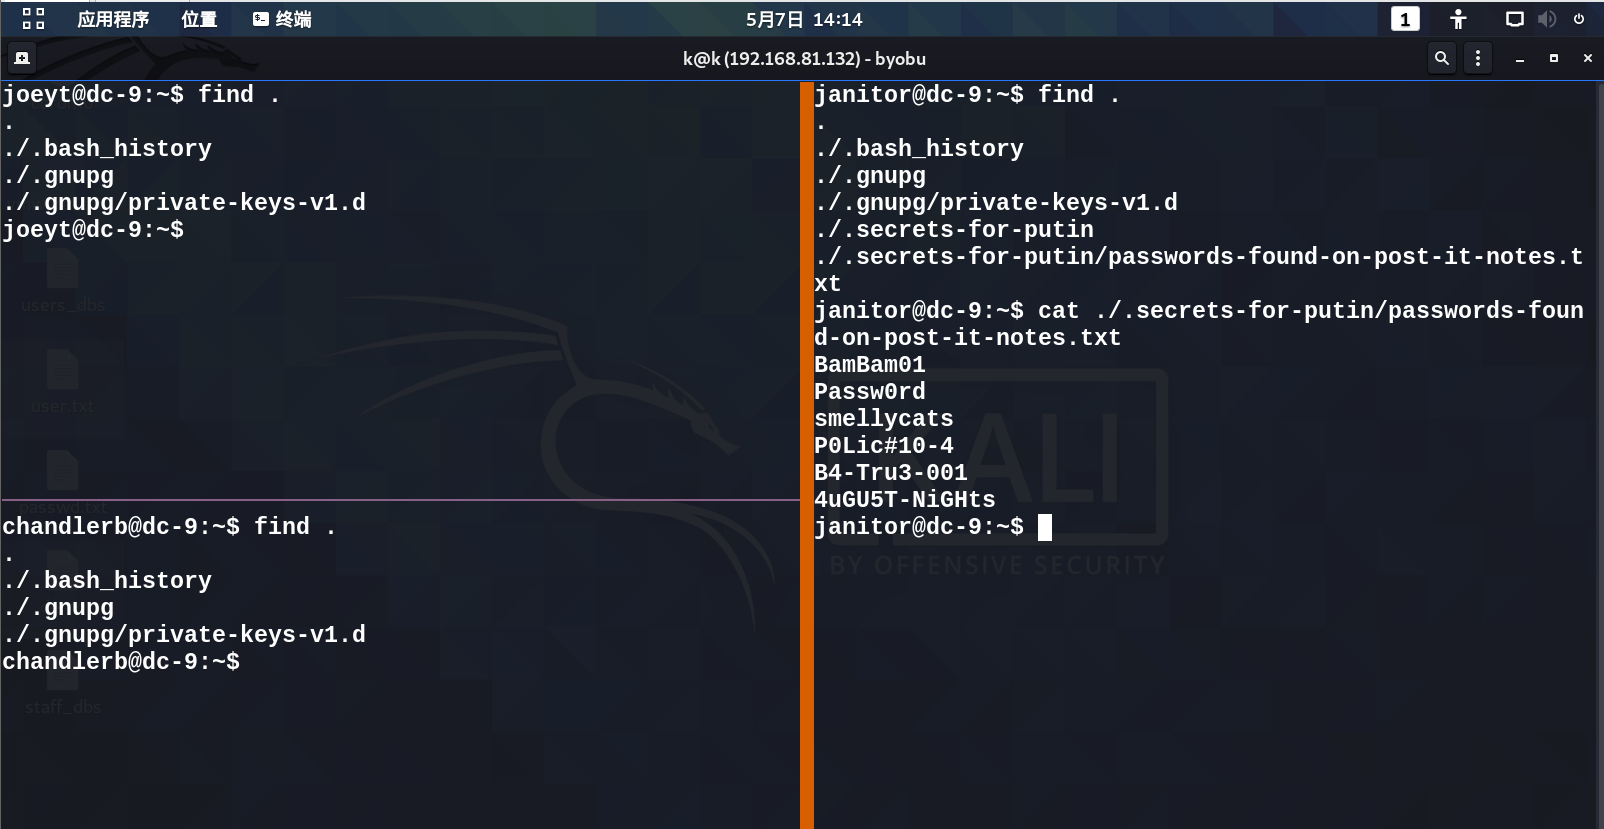 应用程序 位置 终端 5月7日 14:14 1
k@k (192.168.81.132) - byobu
joeyt@dc-9:~$ find .
.
./.bash_history
./.gnupg
./.gnupg/private-keys-v1.d
joeyt@dc-9:~$
users_dbs
user.txt
passwd.txt
chandlerb@dc-9:~$ find .
.
./.bash_history
./.gnupg
./.gnupg/private-keys-v1.d
chandlerb@dc-9:~$
staff_dbs
janitor@dc-9:~$ find .
.
./.bash_history
./.gnupg
./.gnupg/private-keys-v1.d
./.secrets-for-putin
./.secrets-for-putin/passwords-found-on-post-it-notes.t
xt
janitor@dc-9:~$ cat ./.secrets-for-putin/passwords-foun
d-on-post-it-notes.txt
BamBam01
Passw0rd
smellycats
P0Lic#10-4
B4-Tru3-001
4uGU5T-NiGHts
janitor@dc-9:~$
KALI
BY OFFENSIVE SECURITY